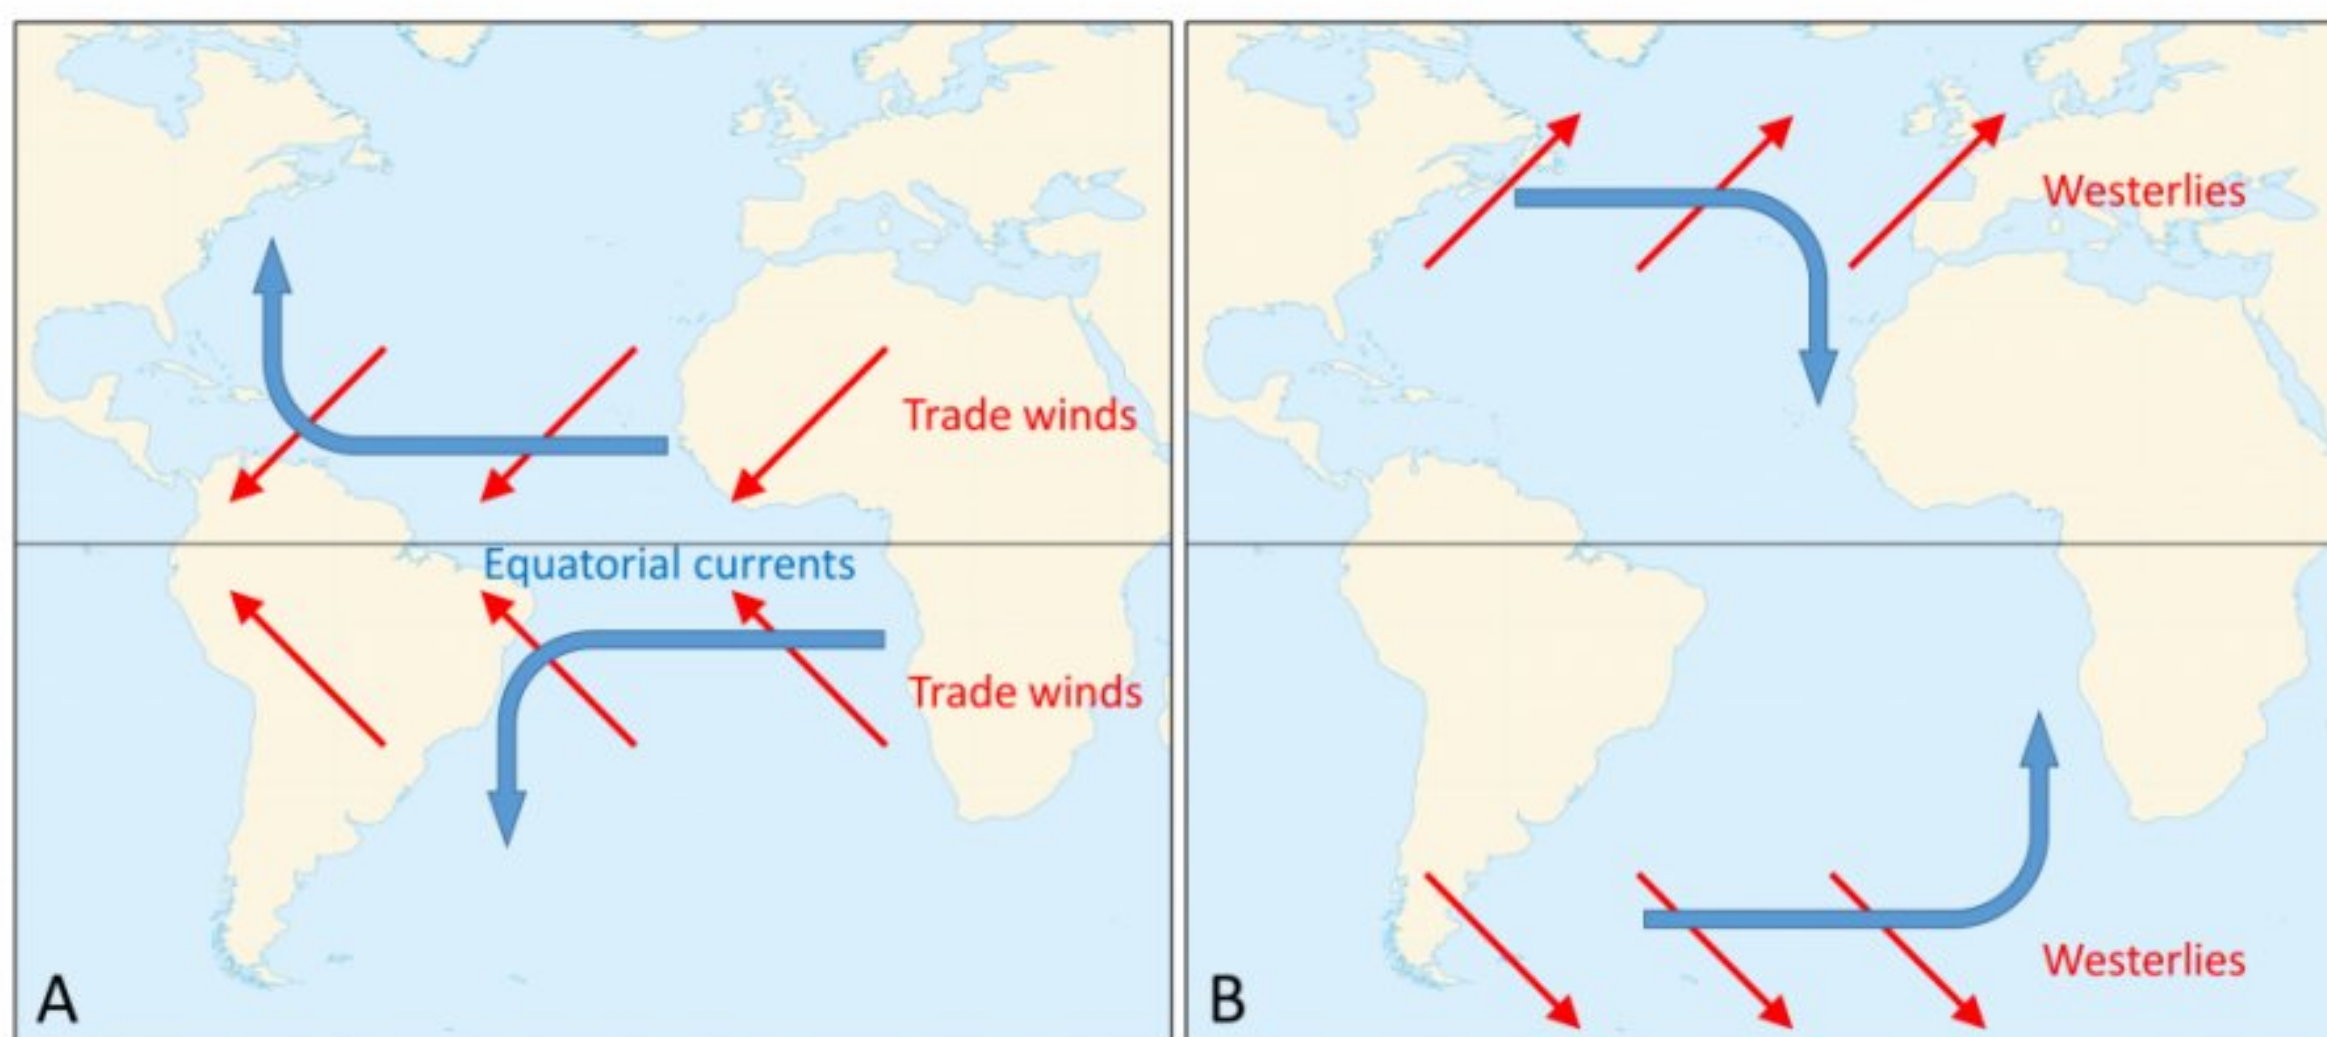 Trade winds
Equatorial currents
Trade winds
A
Westerlies
Westerlies
B